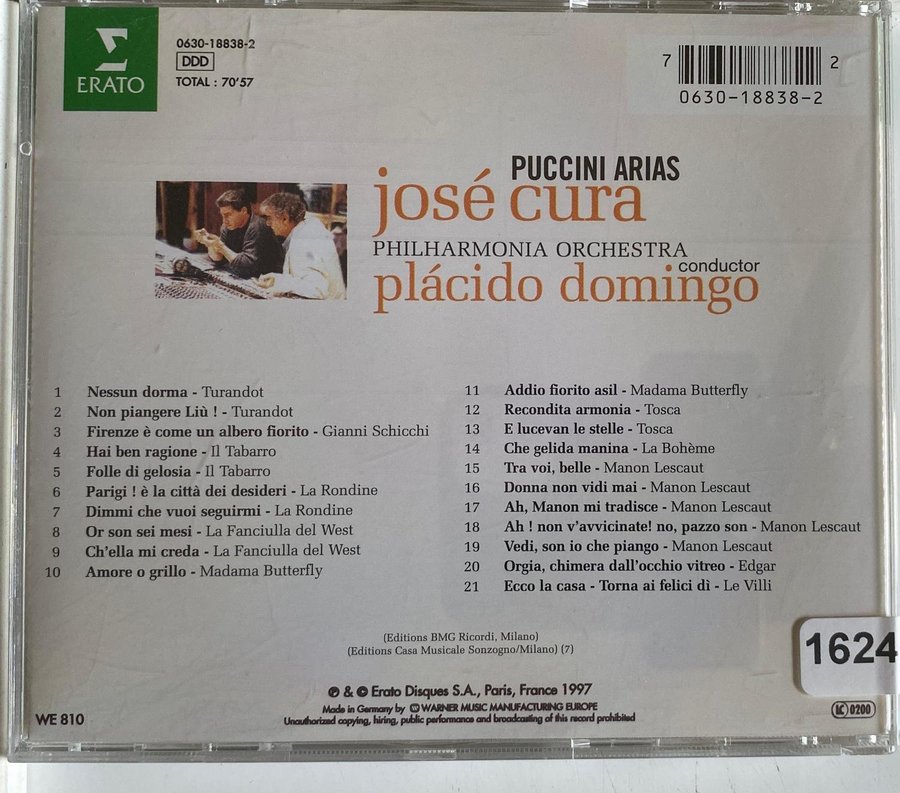 ERATO
0630-18838-2
DDD
TOTAL : 70'57
7 2
0630-18838-2
PUCCINI ARIAS
josé cura
PHILHARMONIA ORCHESTRA
conductor
plácido domingo
1 Nessun dorma - Turandot
2 Non piangere Liù ! - Turandot
3 Firenze è come un albero fiorito - Gianni Schicchi
4 Hai ben ragione - Il Tabarro
5 Folle di gelosia - Il Tabarro
6 Parigi ! è la città dei desideri - La Rondine
7 Dimmi che vuoi seguirmi - La Rondine
8 Or son sei mesi - La Fanciulla del West
9 Ch'ella mi creda - La Fanciulla del West
10 Amore o grillo - Madama Butterfly
11 Addio fiorito asil - Madama Butterfly
12 Recondita armonia - Tosca
13 E lucevan le stelle - Tosca
14 Che gelida manina - La Bohème
15 Tra voi, belle - Manon Lescaut
16 Donna non vidi mai - Manon Lescaut
17 Ah, Manon mi tradisce - Manon Lescaut
18 Ah ! non v'avvicinate! no, pazzo son - Manon Lescaut
19 Vedi, son io che piango - Manon Lescaut
20 Orgia, chimera dall'occhio vitreo - Edgar
21 Ecco la casa - Torna ai felici dì - Le Villi
(Editions BMG Ricordi, Milano)
(Editions Casa Musicale Sonzogno/Milano) (7)
1624
℗ & © Erato Disques S.A., Paris, France 1997
Made in Germany by WARNER MUSIC MANUFACTURING EUROPE
Unauthorized copying, hiring, public performance and broadcasting of this record prohibited
WE 810
LC 0200